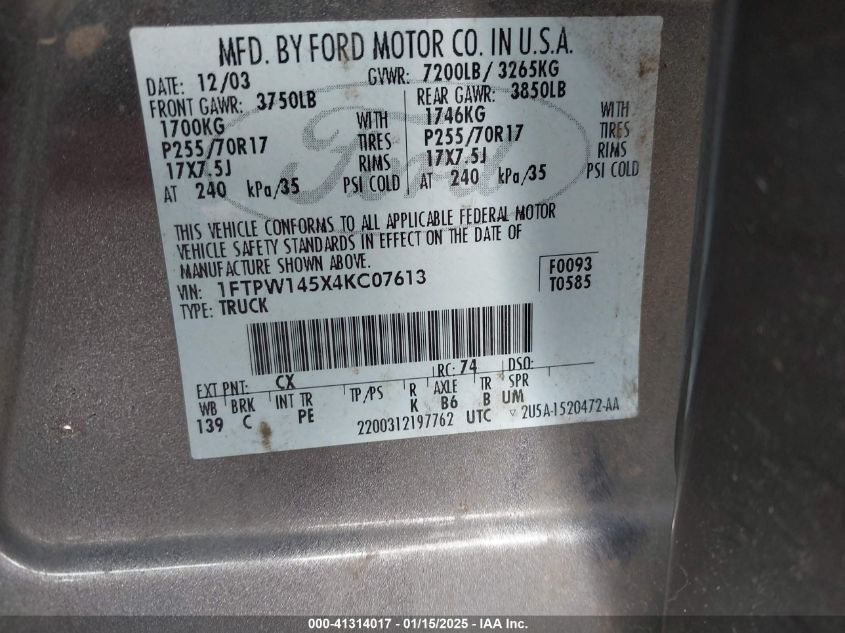 MFD. BY FORD MOTOR CO. IN U.S.A.
DATE: 12/03 GVWR: 7200LB/ 3265KG
FRONT GAWR: 3750LB REAR GAWR: 3850LB
1700KG WITH 1746KG WITH
P255/70R17 TIRES P255/70R17 TIRES
17X7.5J RIMS 17X7.5J RIMS
AT 240 kPa/35 PSI COLD AT 240 kPa/35 PSI COLD
Ford
THIS VEHICLE CONFORMS TO ALL APPLICABLE FEDERAL MOTOR
VEHICLE SAFETY STANDARDS IN EFFECT ON THE DATE OF
MANUFACTURE SHOWN ABOVE.
VIN: 1FTPW145X4KC07613 F0093
TYPE: TRUCK T0585
EXT PNT: CX RC: 74 DSO:
WB BRK INT TR TP/PS R AXLE TR SPR
139 C PE K B6 B UM
2200312197762 UTC ▽ 2U5A-1520472-AA
000-41314017 - 01/15/2025 - IAA Inc.